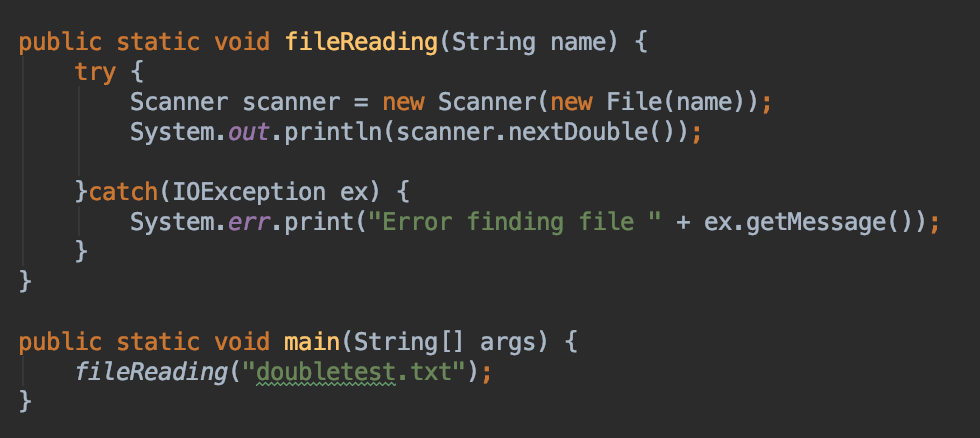 public static void fileReading(String name) {
    try {
        Scanner scanner = new Scanner(new File(name));
        System.out.println(scanner.nextDouble());

    }catch(IOException ex) {
        System.err.print("Error finding file " + ex.getMessage());
    }
}

public static void main(String[] args) {
    fileReading("doubletest.txt");
}